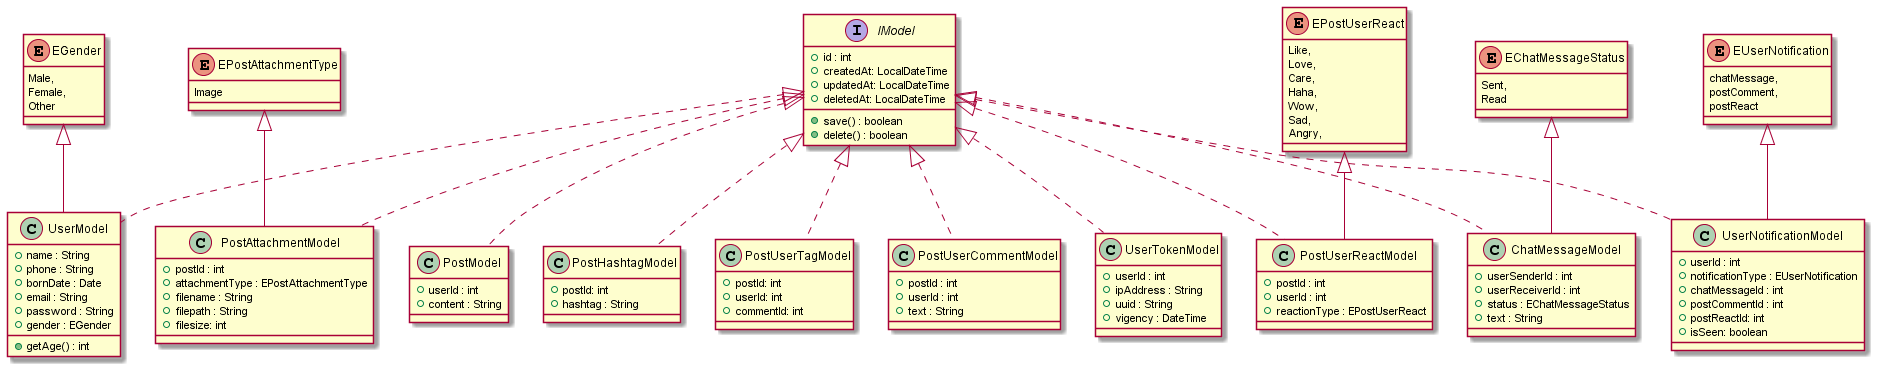 E EGender
Male,
Female,
Other
E EPostAttachmentType
Image
I IModel
id : int
createdAt: LocalDateTime
updatedAt: LocalDateTime
deletedAt: LocalDateTime
save() : boolean
delete() : boolean
E EPostUserReact
Like,
Love,
Care,
Haha,
Wow,
Sad,
Angry,
E EChatMessageStatus
Sent,
Read
E EUserNotification
chatMessage,
postComment,
postReact
C UserModel
name : String
phone : String
bornDate : Date
email : String
password : String
gender : EGender
getAge() : int
C PostAttachmentModel
postId : int
attachmentType : EPostAttachmentType
filename : String
filepath : String
filesize: int
C PostModel
userId : int
content : String
C PostHashtagModel
postId: int
hashtag : String
C PostUserTagModel
postId: int
userId: int
commentId: int
C PostUserCommentModel
postId : int
userId : int
text : String
C UserTokenModel
userId : int
ipAddress : String
uuid : String
vigency : DateTime
C PostUserReactModel
postId : int
userId : int
reactionType : EPostUserReact
C ChatMessageModel
userSenderId : int
userReceiverId : int
status : EChatMessageStatus
text : String
C UserNotificationModel
userId : int
notificationType : EUserNotification
chatMessageId : int
postCommentId : int
postReactId: int
isSeen: boolean